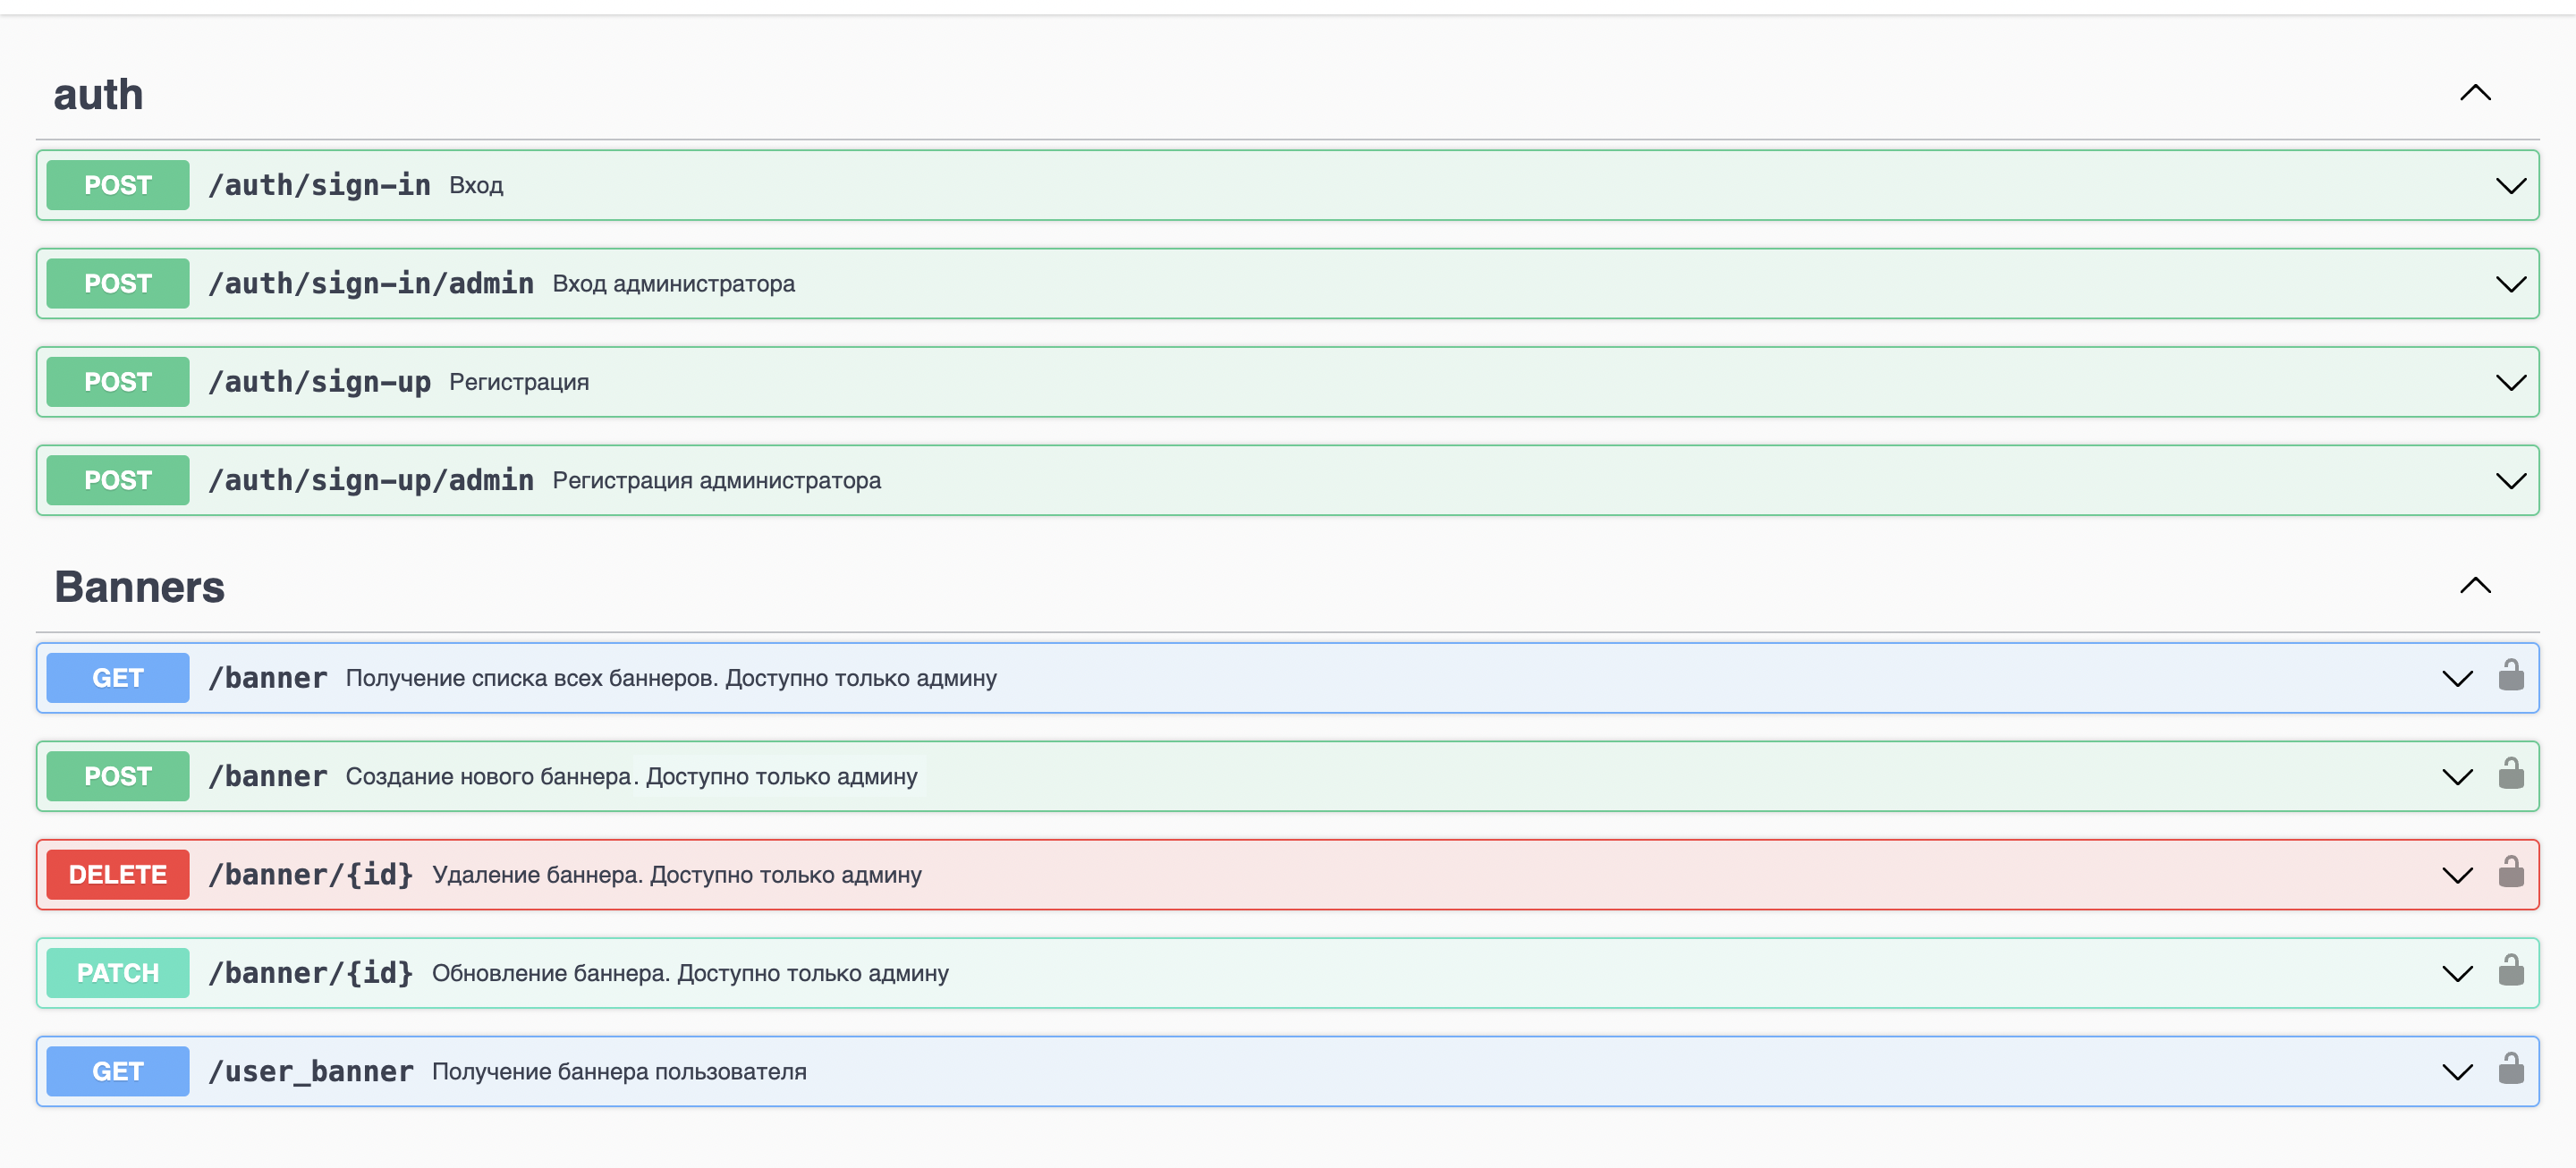 auth
POST /auth/sign-in Вход
POST /auth/sign-in/admin Вход администратора
POST /auth/sign-up Регистрация
POST /auth/sign-up/admin Регистрация администратора
Banners
GET /banner Получение списка всех баннеров. Доступно только админу
POST /banner Создание нового баннера. Доступно только админу
DELETE /banner/{id} Удаление баннера. Доступно только админу
PATCH /banner/{id} Обновление баннера. Доступно только админу
GET /user_banner Получение баннера пользователя